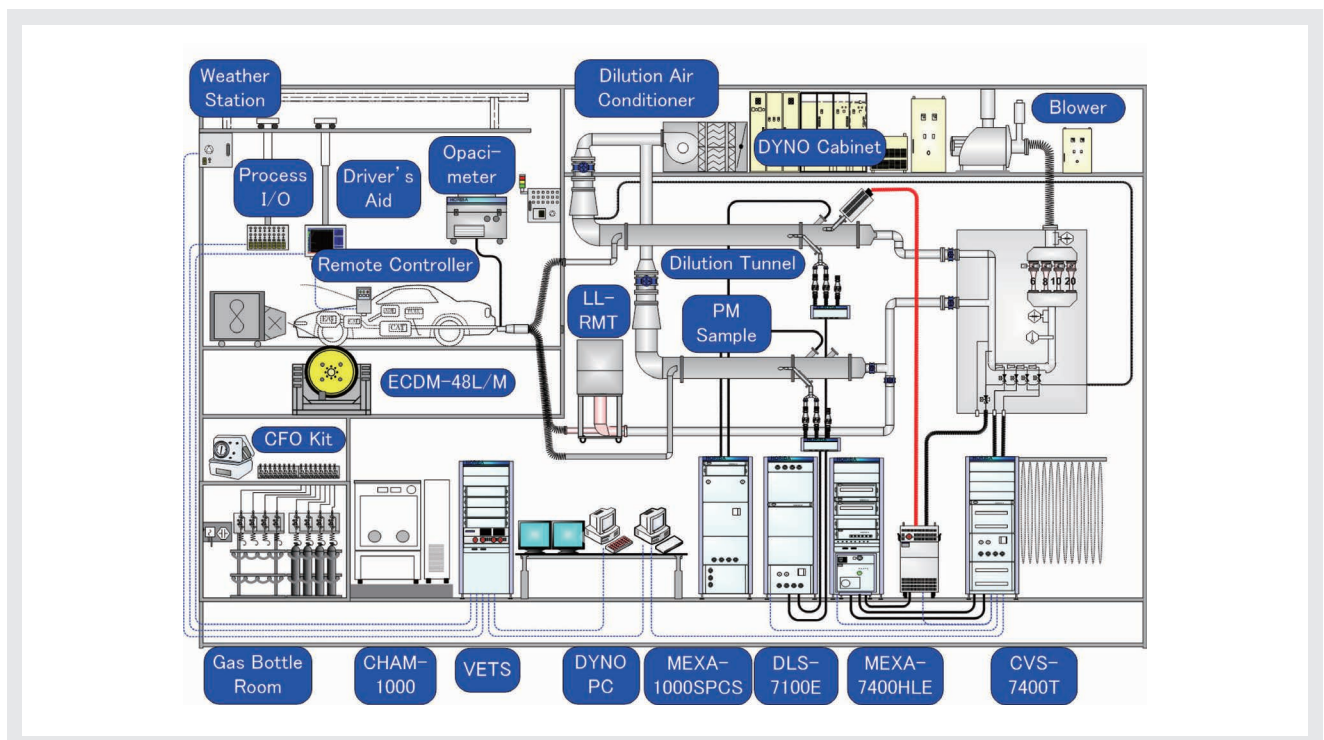 Weather
Station
Dilution Air
Conditioner
DYNO Cabinet
Blower
Process
I/O
Driver's
Aid
Opaci-
meter
Remote Controller
Dilution Tunnel
LL-
RMT
PM
Sample
6 8 10 20
CAT
ECDM-48L/M
CFO Kit
Gas Bottle
Room
CHAM-
1000
VETS
DYNO
PC
MEXA-
1000SPCS
DLS-
7100E
MEXA-
7400HLE
CVS-
7400T